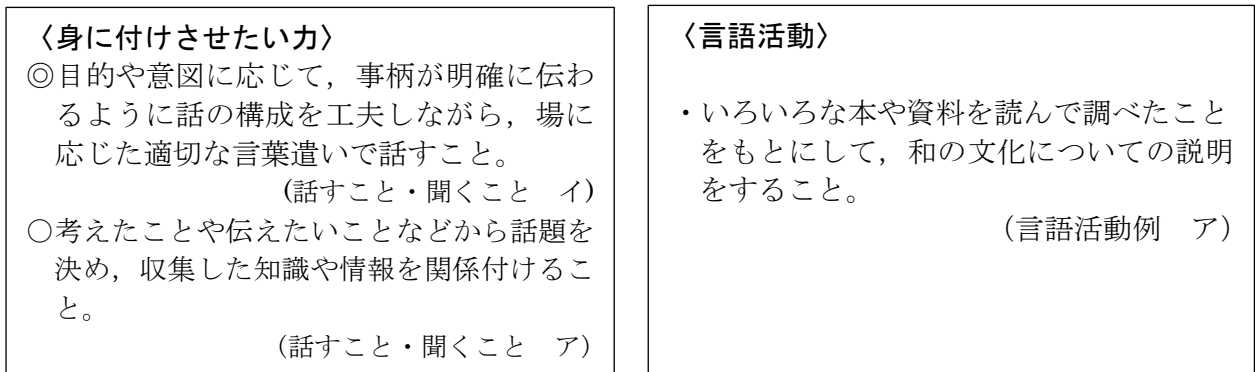 〈身に付けさせたい力〉
◎目的や意図に応じて，事柄が明確に伝わ
るように話の構成を工夫しながら，場に
応じた適切な言葉遣いで話すこと。
(話すこと・聞くこと　イ)
○考えたことや伝えたいことなどから話題を
決め，収集した知識や情報を関係付けるこ
と。
（話すこと・聞くこと　ア）
〈言語活動〉
・いろいろな本や資料を読んで調べたこと
をもとにして，和の文化についての説明
をすること。
（言語活動例　ア）